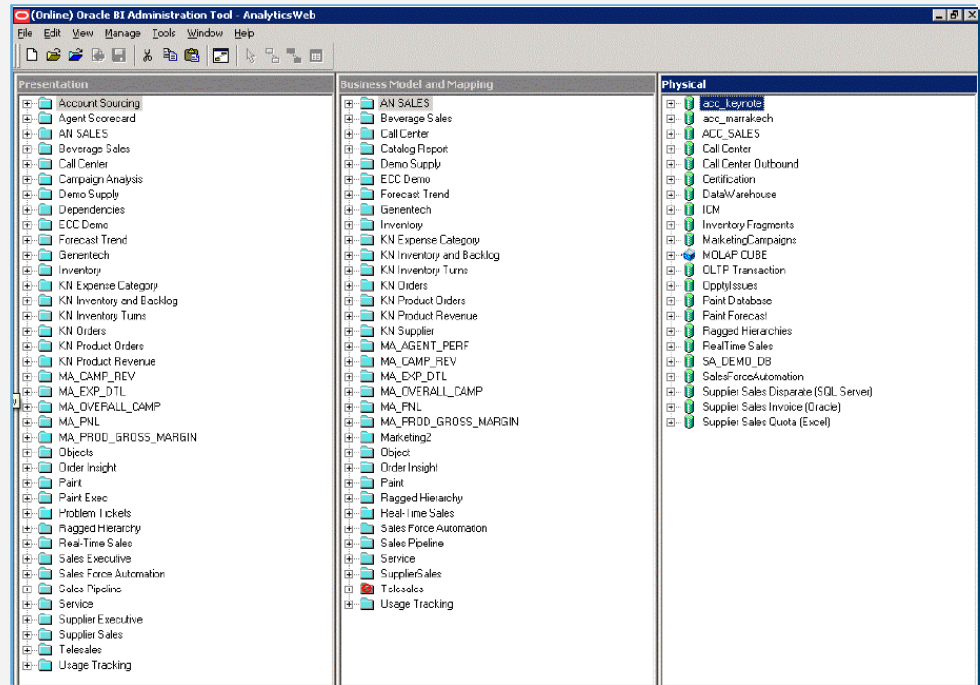 (Online) Oracle BI Administration Tool - AnalyticsWeb
File Edit View Manage Tools Window Help
Presentation
Account Sourcing
Agent Scorecard
AN SALES
Beverage Sales
Call Center
Campaign Analysis
Demo Supply
Dependencies
ECC Demo
Forecast Trend
Genentech
Inventory
KN Expense Category
KN Inventory and Backlog
KN Inventory Turns
KN Orders
KN Product Orders
KN Product Revenue
MA_CAMP_REV
MA_EXP_DTL
MA_OVERALL_CAMP
MA_PNL
MA_PROD_GROSS_MARGIN
Objects
Order Insight
Paint
Paint Exec
Problem Tickets
Ragged Hierarchy
Real-Time Sales
Sales Executive
Sales Force Automation
Sales Pipeline
Service
Supplier Executive
Supplier Sales
Telesales
Usage Tracking
Business Model and Mapping
AN SALES
Beverage Sales
Call Center
Catalog Report
Demo Supply
ECC Demo
Forecast Trend
Genentech
Inventory
KN Expense Category
KN Inventory and Backlog
KN Inventory Turns
KN Orders
KN Product Orders
KN Product Revenue
KN Supplier
MA_AGENT_PERF
MA_CAMP_REV
MA_EXP_DTL
MA_OVERALL_CAMP
MA_PNL
MA_PROD_GROSS_MARGIN
Marketing2
Object
Order Insight
Paint
Ragged Hierarchy
Real-Time Sales
Sales Force Automation
Sales Pipeline
Service
SupplierSales
Telesales
Usage Tracking
Physical
acc_keynote
acc_marrakech
ACC_SALES
Call Center
Call Center Outbound
Certification
DataWarehouse
ICM
Inventory Fragments
MarketingCampaigns
MOLAP CUBE
OLTP Transaction
OpptyIssues
Paint Database
Paint Forecast
Ragged Hierarchies
RealTime Sales
SA_DEMO_DB
SalesForceAutomation
Supplier Sales Disparate (SQL Server)
Supplier Sales Invoice (Oracle)
Supplier Sales Quota (Excel)